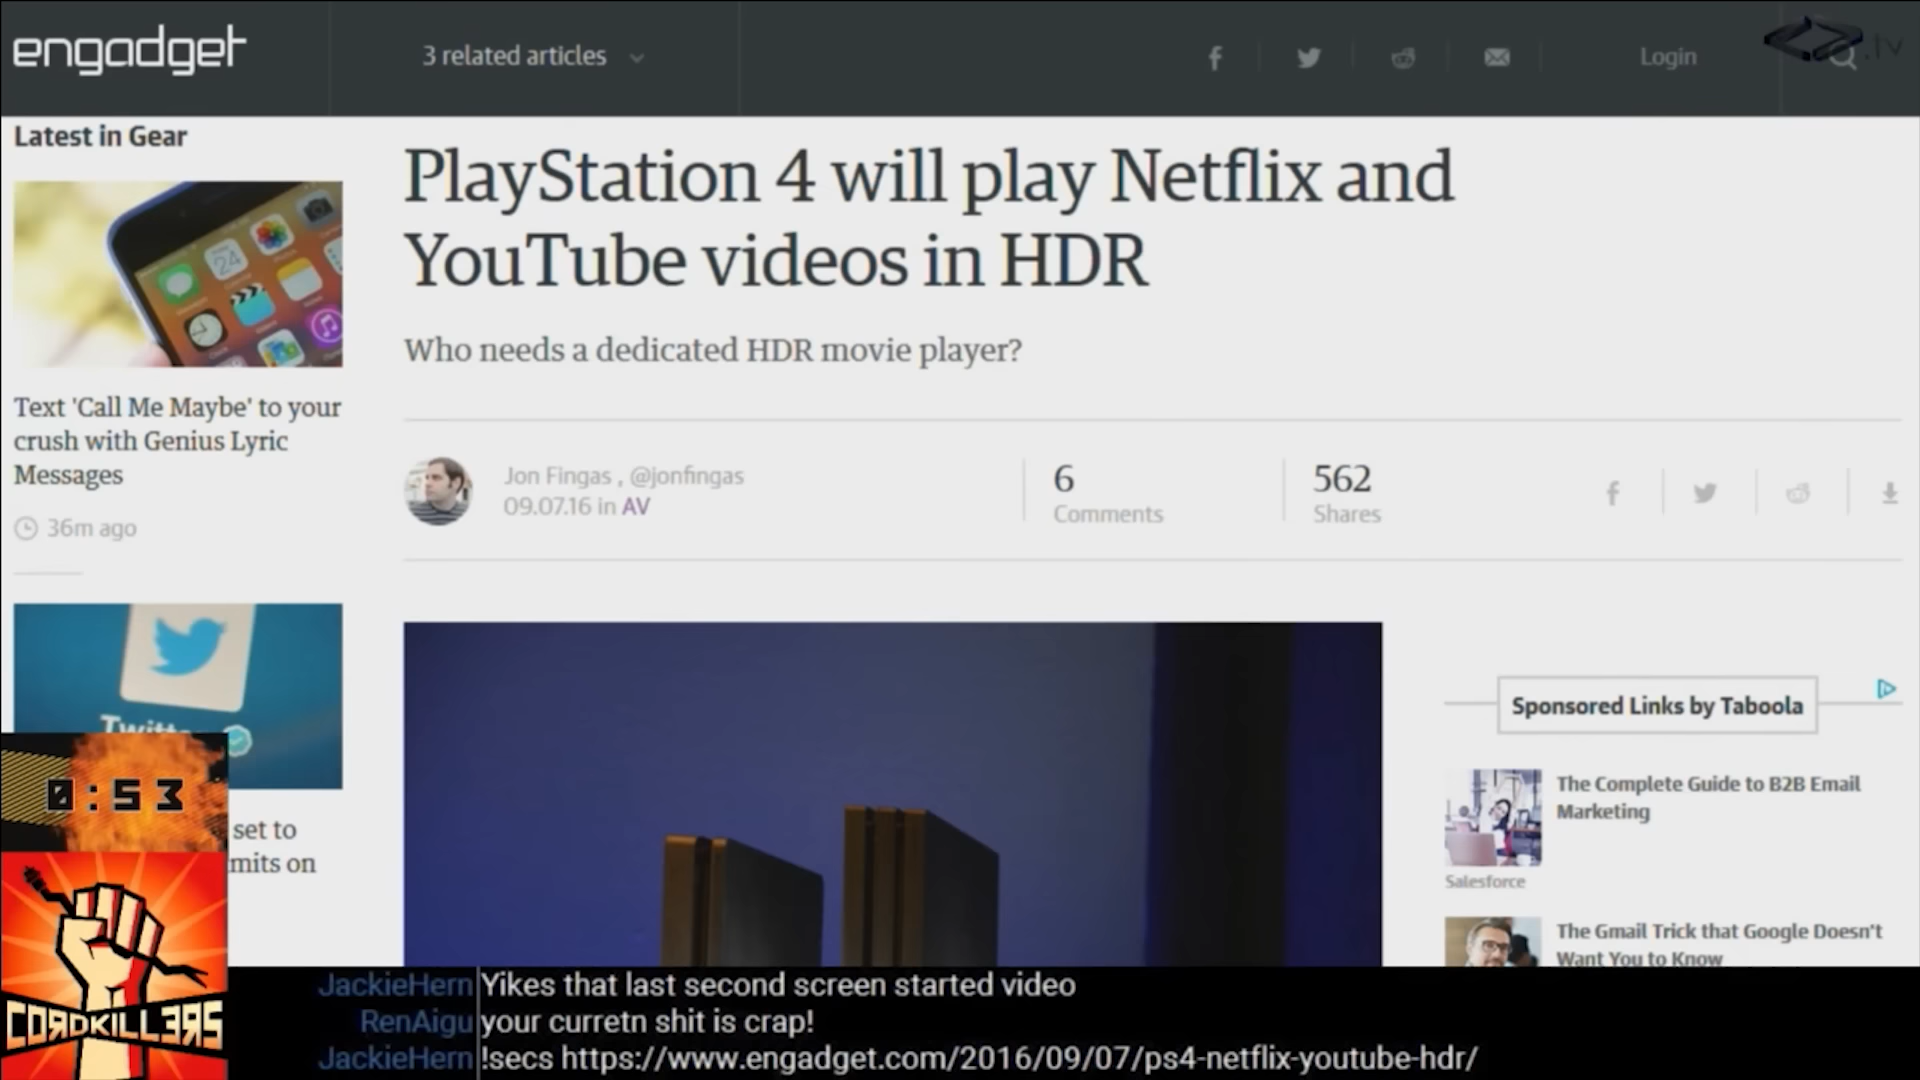 engadget
3 related articles
Login
.tv
Latest in Gear
PlayStation 4 will play Netflix and
YouTube videos in HDR
Who needs a dedicated HDR movie player?
Text 'Call Me Maybe' to your
crush with Genius Lyric
Messages
36m ago
Jon Fingas , @jonfingas
09.07.16 in AV
6
Comments
562
Shares
24
Twitte
set to
mits on
Sponsored Links by Taboola
The Complete Guide to B2B Email
Marketing
Salesforce
The Gmail Trick that Google Doesn't
Want You to Know
0:53
CORDKILL3RS
JackieHern Yikes that last second screen started video
RenAigu your curretn shit is crap!
JackieHern !secs https://www.engadget.com/2016/09/07/ps4-netflix-youtube-hdr/